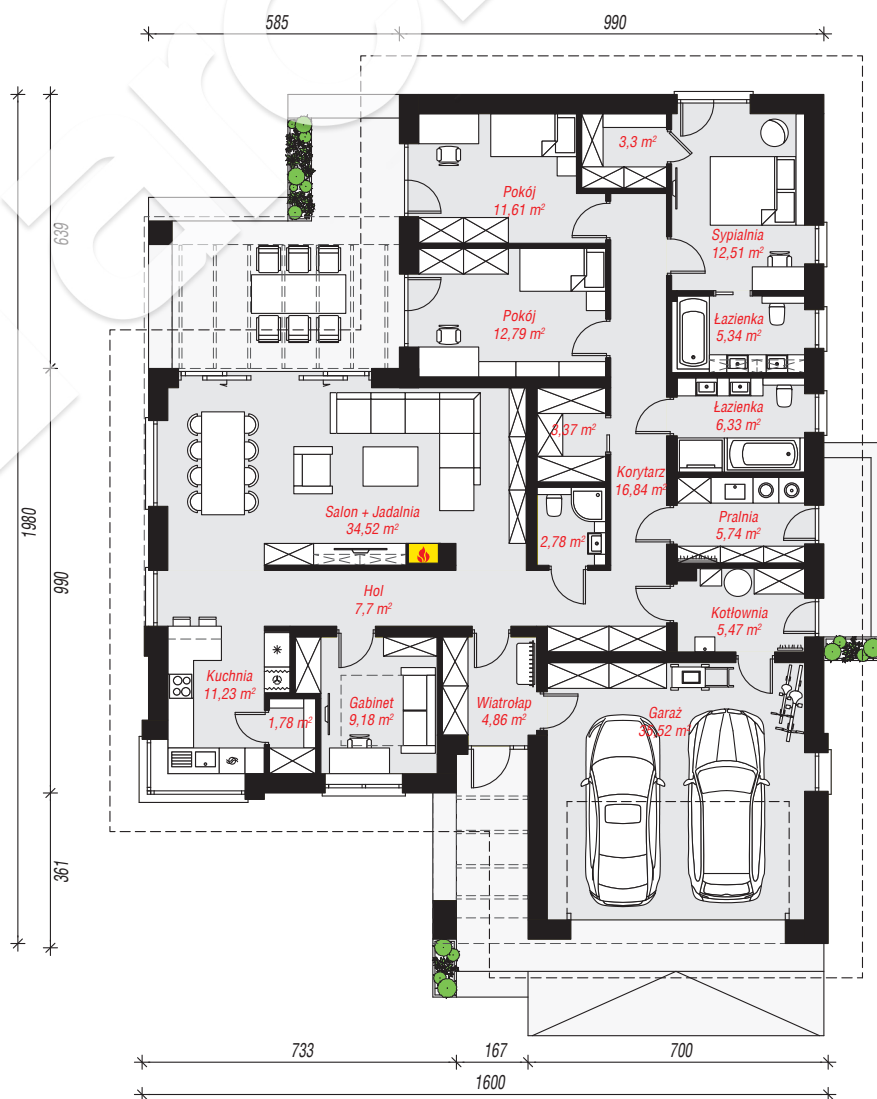 585
990
3,3 m²
Pokój
11,61 m²
639
Sypialnia
12,51 m²
Pokój
12,79 m²
Łazienka
5,34 m²
Łazienka
6,33 m²
3,37 m²
Korytarz
16,84 m²
1980
Salon + Jadalnia
34,52 m²
Pralnia
5,74 m²
2,78 m²
990
Hol
7,7 m²
Kotłownia
5,47 m²
Kuchnia
11,23 m²
Gabinet
9,18 m²
Wiatrołap
4,86 m²
1,78 m²
Garaż
361
733
167
700
1600